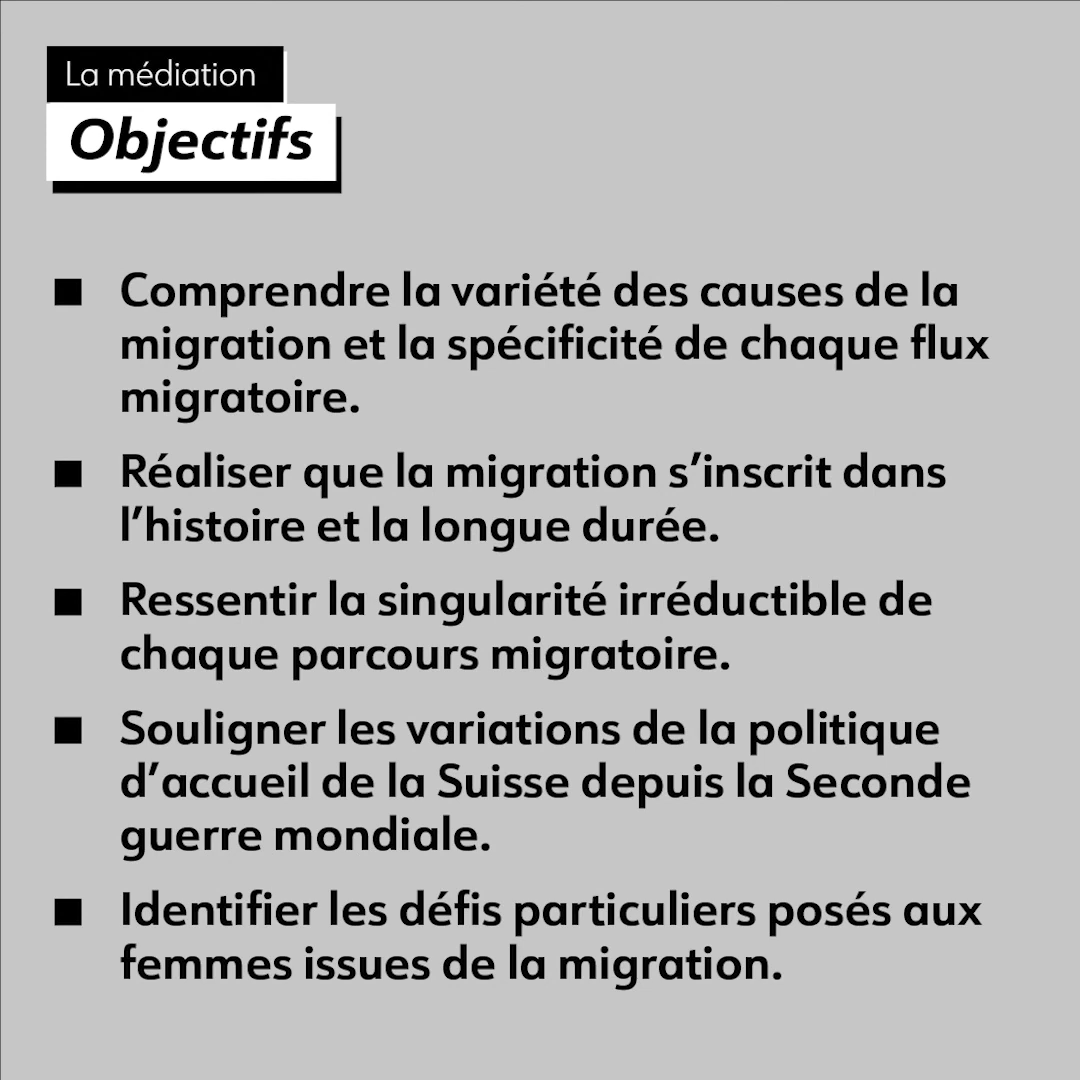 La médiation
Objectifs
■ Comprendre la variété des causes de la
migration et la spécificité de chaque flux
migratoire.
■ Réaliser que la migration s’inscrit dans
l’histoire et la longue durée.
■ Ressentir la singularité irréductible de
chaque parcours migratoire.
■ Souligner les variations de la politique
d’accueil de la Suisse depuis la Seconde
guerre mondiale.
■ Identifier les défis particuliers posés aux
femmes issues de la migration.